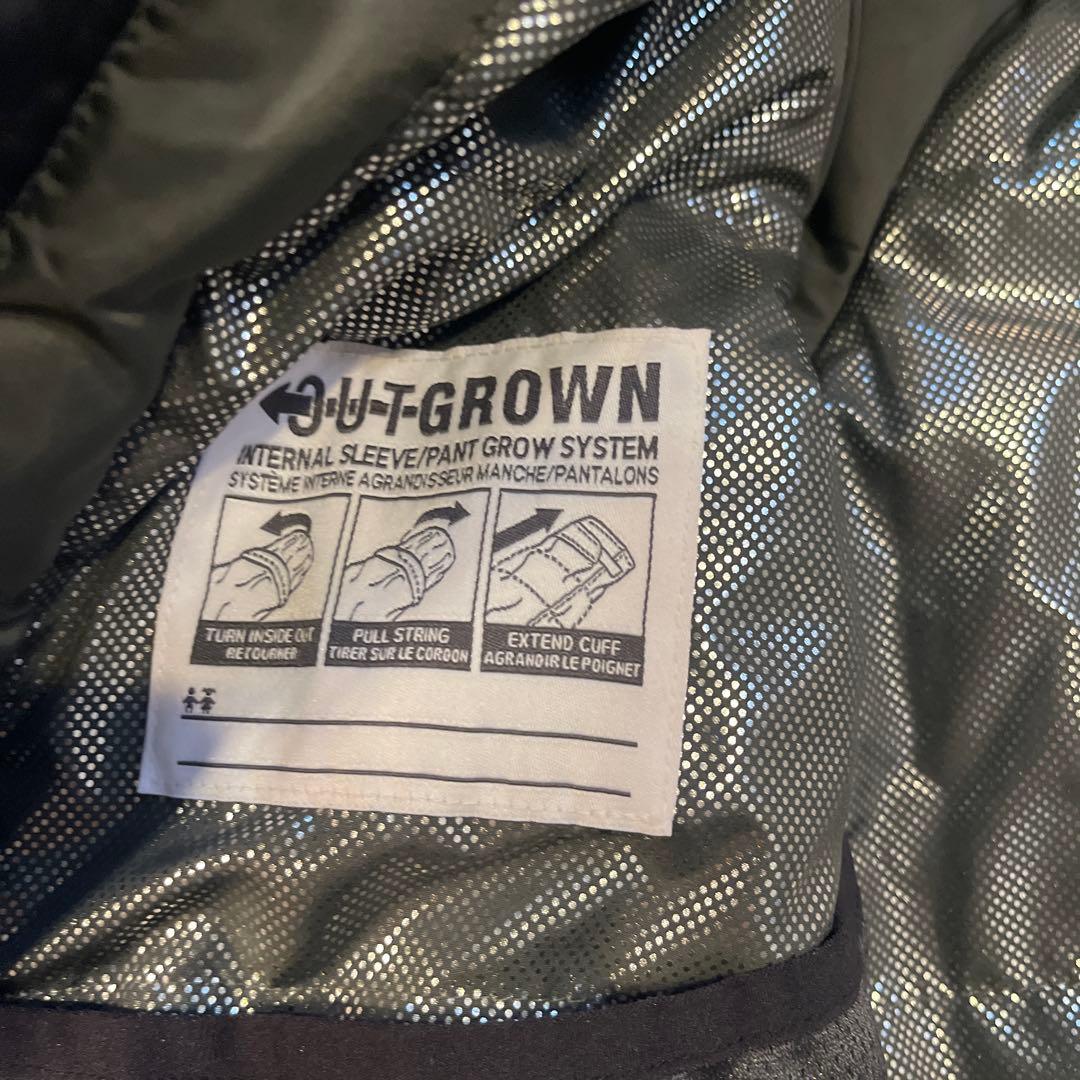 O-U-T-GROWN
INTERNAL SLEEVE/PANT GROW SYSTEM
SYSTÈME INTERNE AGRANDISSEUR MANCHE/PANTALONS
TURN INSIDE OUT
RETOURNER
PULL STRING
TIRER SUR LE CORDON
EXTEND CUFF
AGRANDIR LE POIGNET